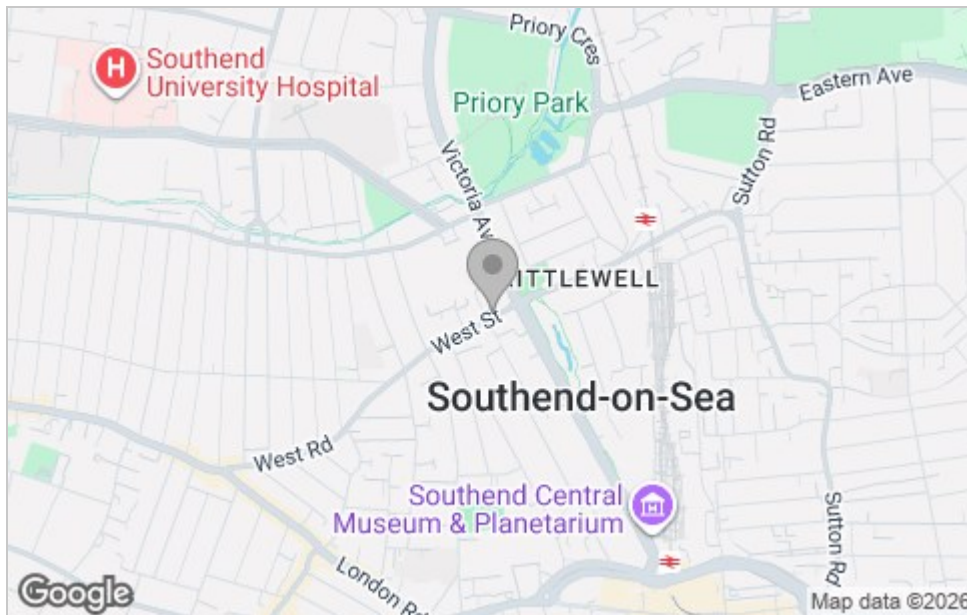 Priory Cres
H Southend
University Hospital
Eastern Ave
Priory Park
Victoria Av
Sutton Rd
ITTLEWELL
West St
Southend-on-Sea
West Rd
Southend Central
Museum & Planetarium
Sutton Rd
London Rd
Google
Map data ©2026